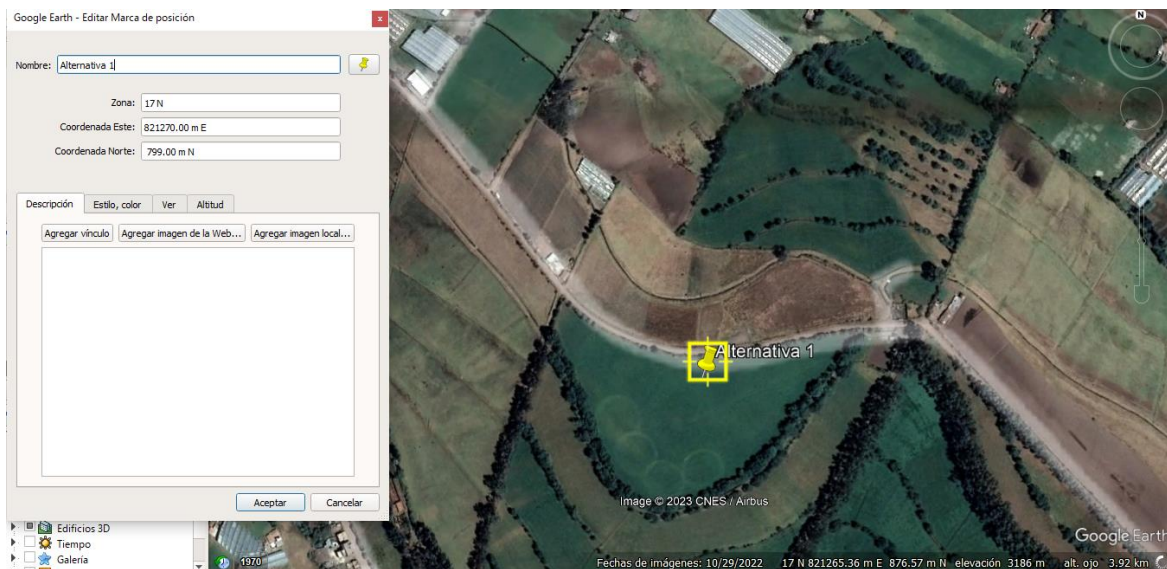 Google Earth - Editar Marca de posición
x
Nombre: Alternativa 1
Zona: 17 N
Coordenada Este: 821270.00 m E
Coordenada Norte: 799.00 m N
Descripción Estilo, color Ver Altitud
Agregar vínculo Agregar imagen de la Web... Agregar imagen local...
Aceptar Cancelar
Edificios 3D
Tiempo
Galería
N
Alternativa 1
Image © 2023 CNES / Airbus
Google Earth
1970
Fechas de imágenes: 10/29/2022 17 N 821265.36 m E 876.57 m N elevación 3186 m alt. ojo 3.92 km